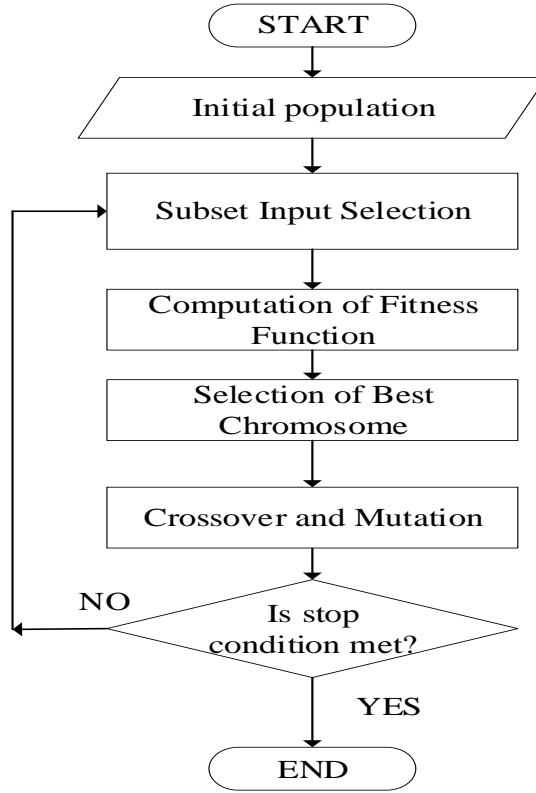 START
Initial population
Subset Input Selection
Computation of Fitness
Function
Selection of Best
Chromosome
Crossover and Mutation
NO
Is stop
condition met?
YES
END